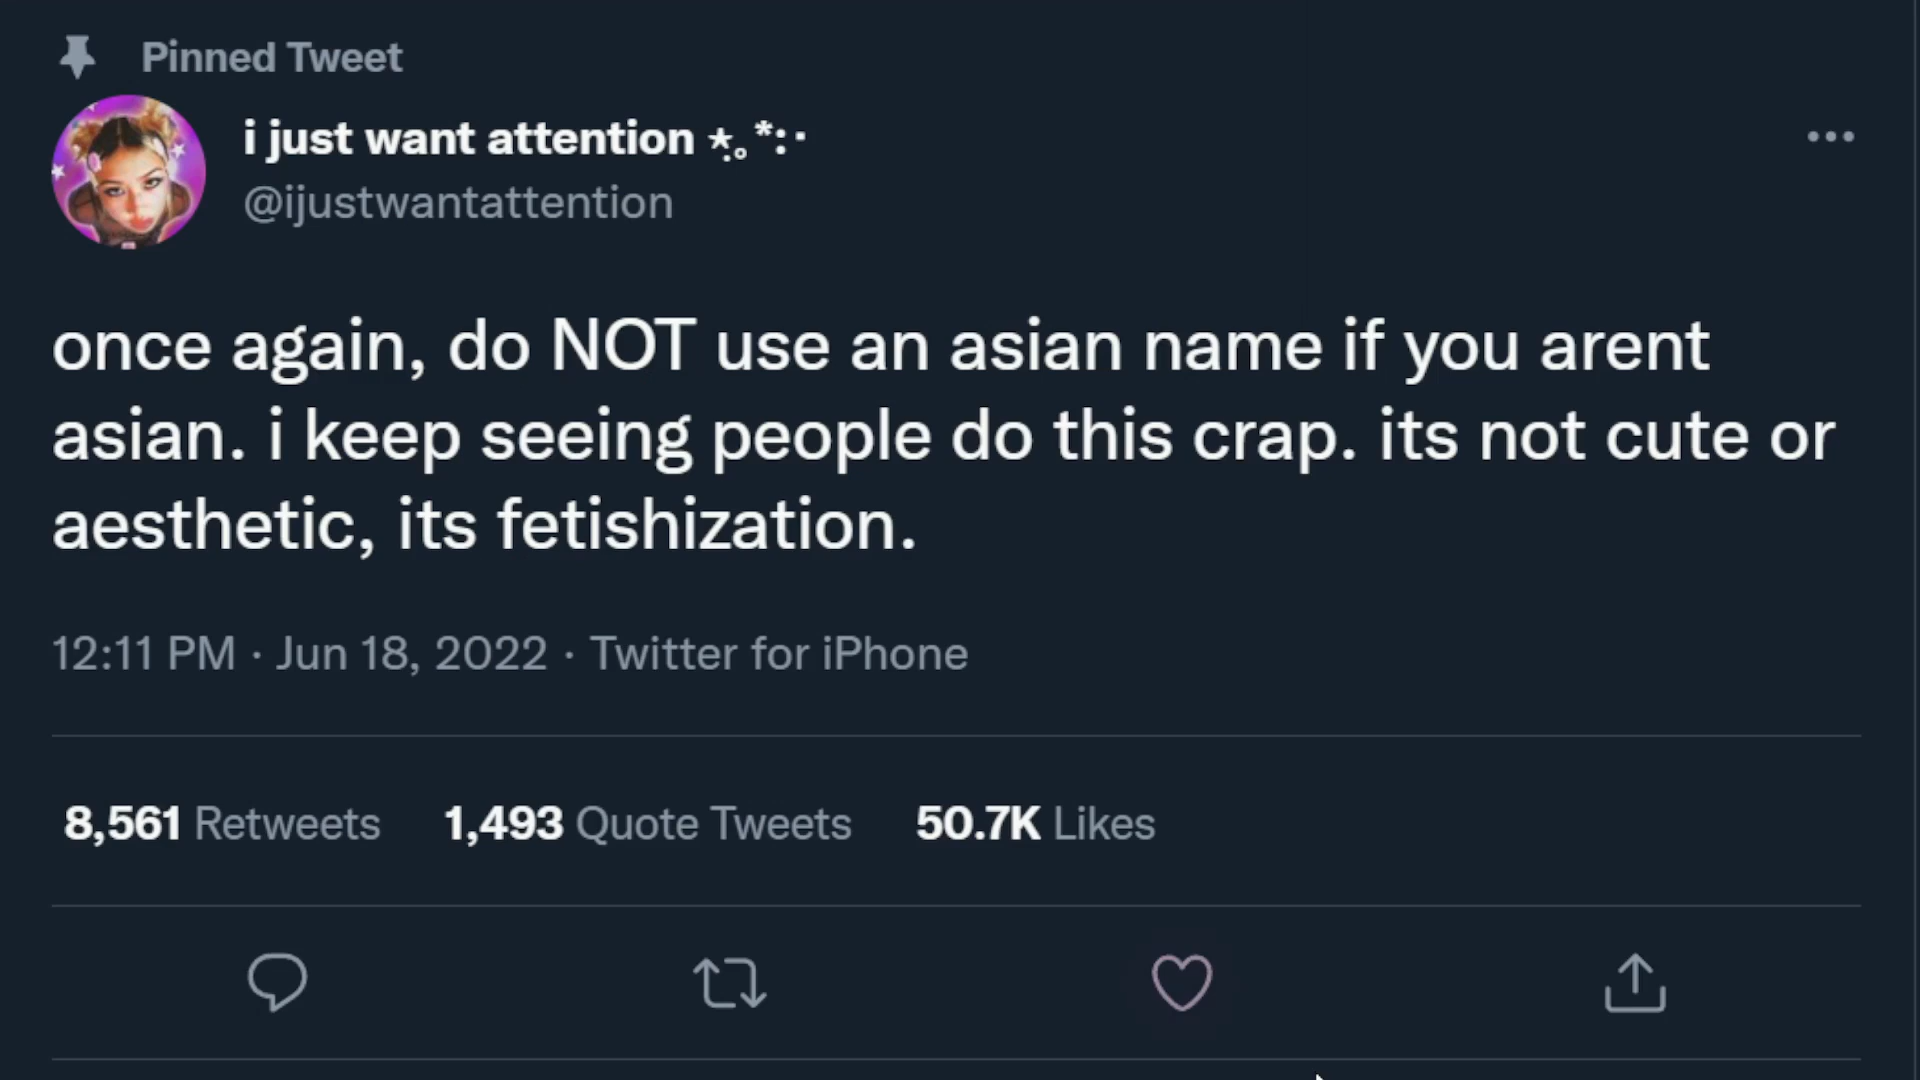 Pinned Tweet
i just want attention ⋆.ೃ｡*:･
@ijustwantattention
once again, do NOT use an asian name if you arent
asian. i keep seeing people do this crap. its not cute or
aesthetic, its fetishization.
12:11 PM · Jun 18, 2022 · Twitter for iPhone
8,561 Retweets 1,493 Quote Tweets 50.7K Likes